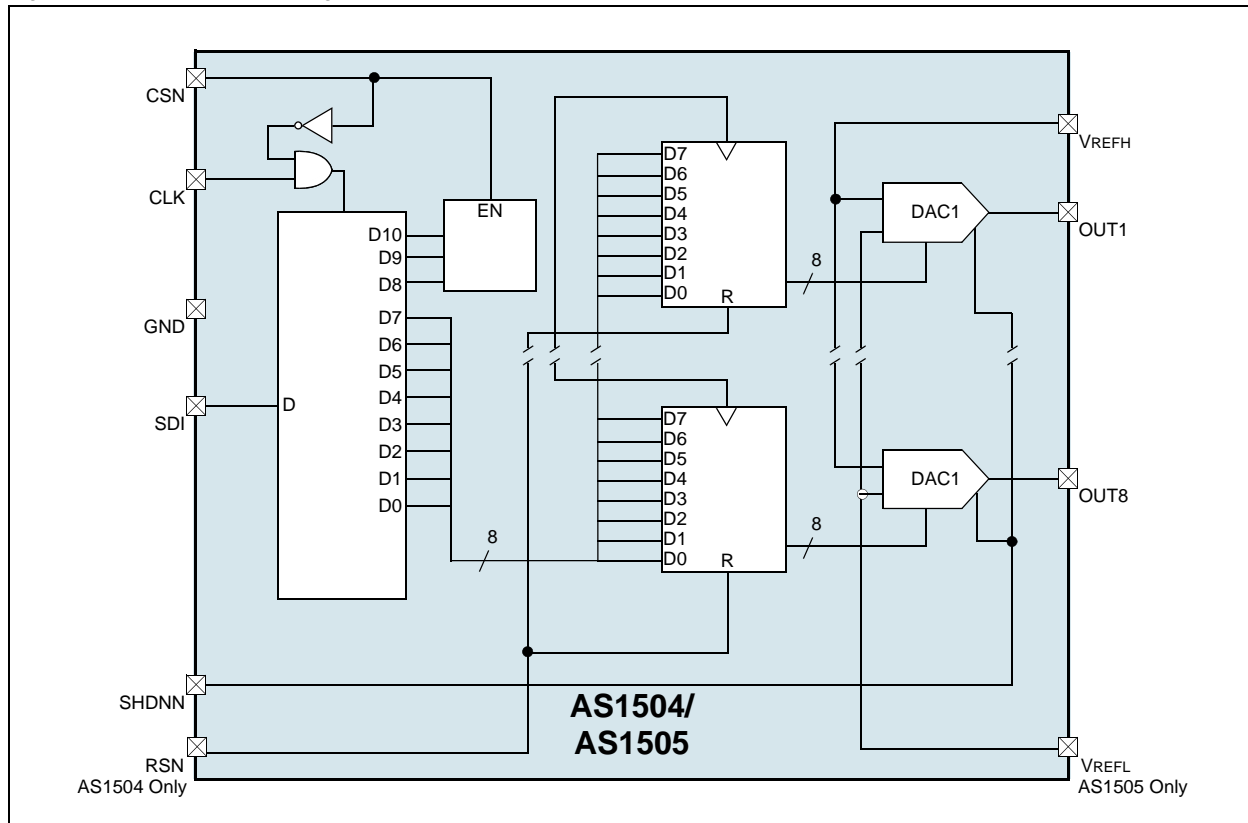 CSN
CLK
GND
SDI
SHDNN
RSN
AS1504 Only
D
D10
D9
D8
D7
D6
D5
D4
D3
D2
D1
D0
EN
8
D7
D6
D5
D4
D3
D2
D1
D0
R
8
D7
D6
D5
D4
D3
D2
D1
D0
R
8
DAC1
DAC1
VREFH
OUT1
OUT8
VREFL
AS1505 Only
AS1504/
AS1505